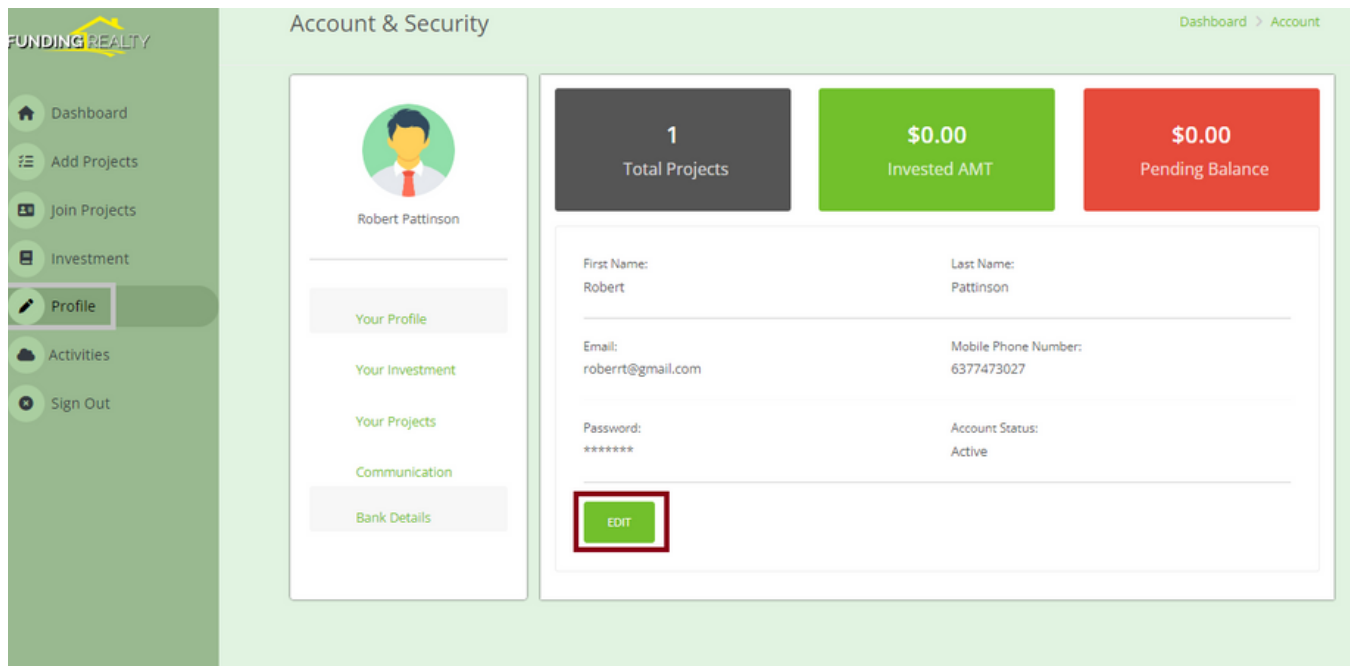 FUNDING REALTY
Dashboard
Add Projects
Join Projects
Investment
Profile
Activities
Sign Out
Account & Security
Dashboard > Account
Robert Pattinson
Your Profile
Your Investment
Your Projects
Communication
Bank Details
1
Total Projects
$0.00
Invested AMT
$0.00
Pending Balance
First Name:
Robert
Last Name:
Pattinson
Email:
roberrt@gmail.com
Mobile Phone Number:
6377473027
Password:
*******
Account Status:
Active
EDIT